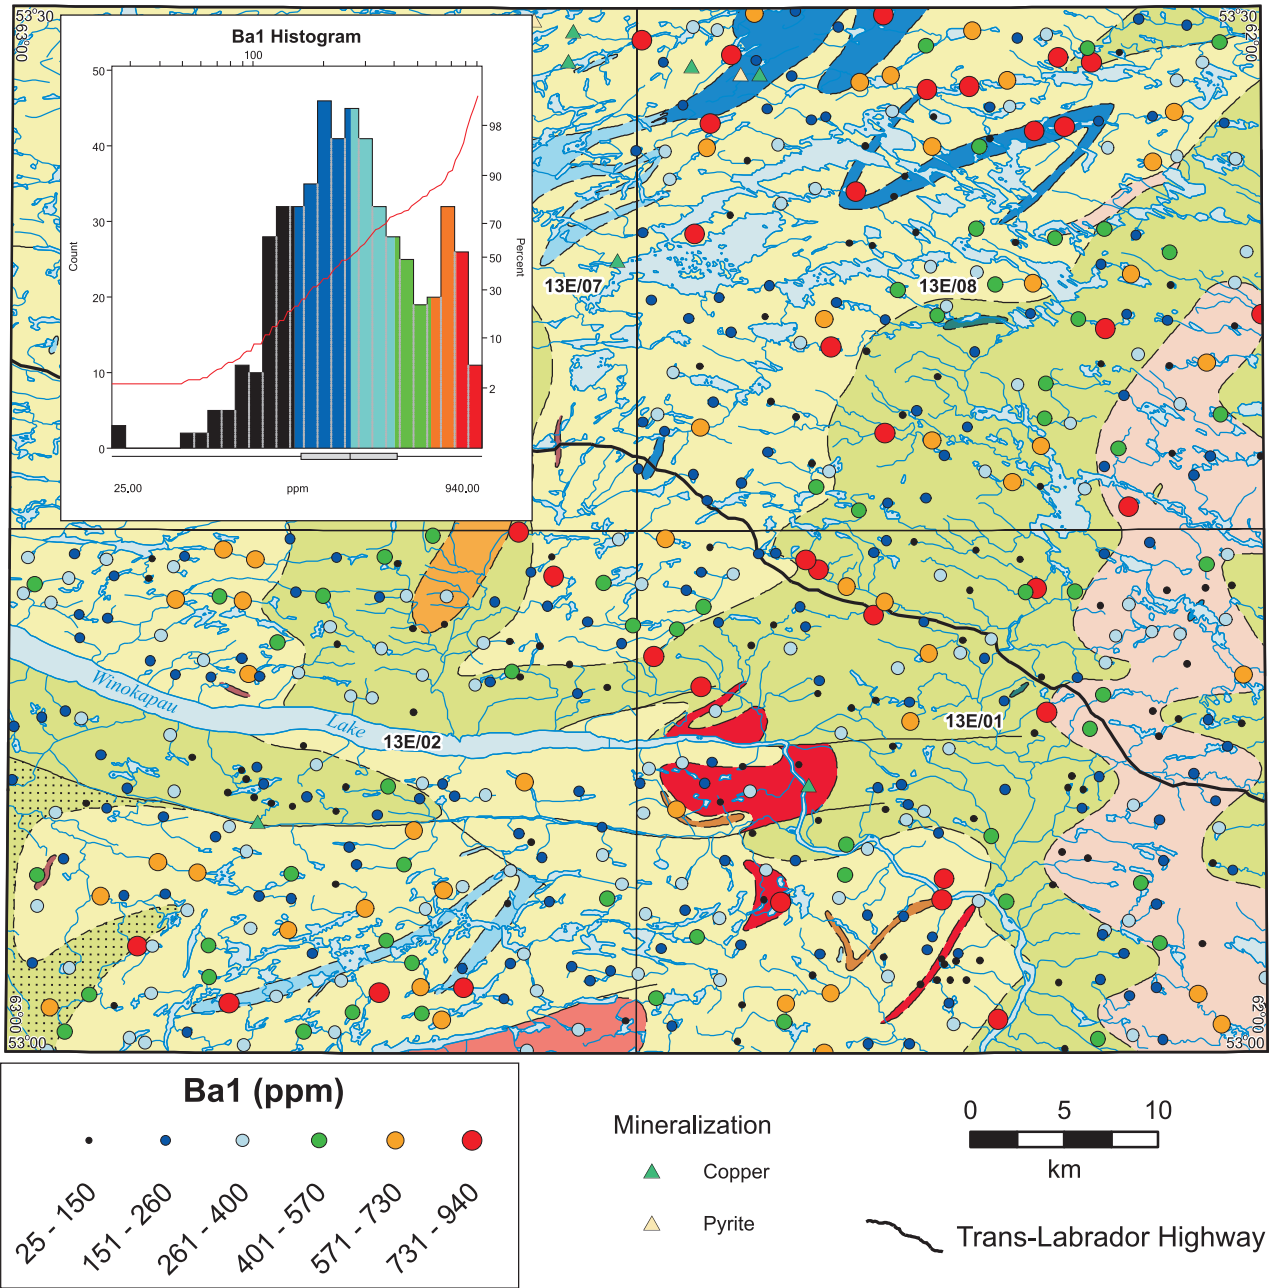 53°30'
63°00'
53°30'
62°00'
Ba1 Histogram
100
50
40
30
20
10
0
Count
98
90
70
50
30
10
2
Percent
25.00
ppm
940.00
13E/07
13E/08
Winokapau
Lake
13E/02
13E/01
63°00'
53°00'
62°00'
53°00'
Ba1 (ppm)
25 - 150
151 - 260
261 - 400
401 - 570
571 - 730
731 - 940
Mineralization
Copper
Pyrite
0 5 10
km
Trans-Labrador Highway